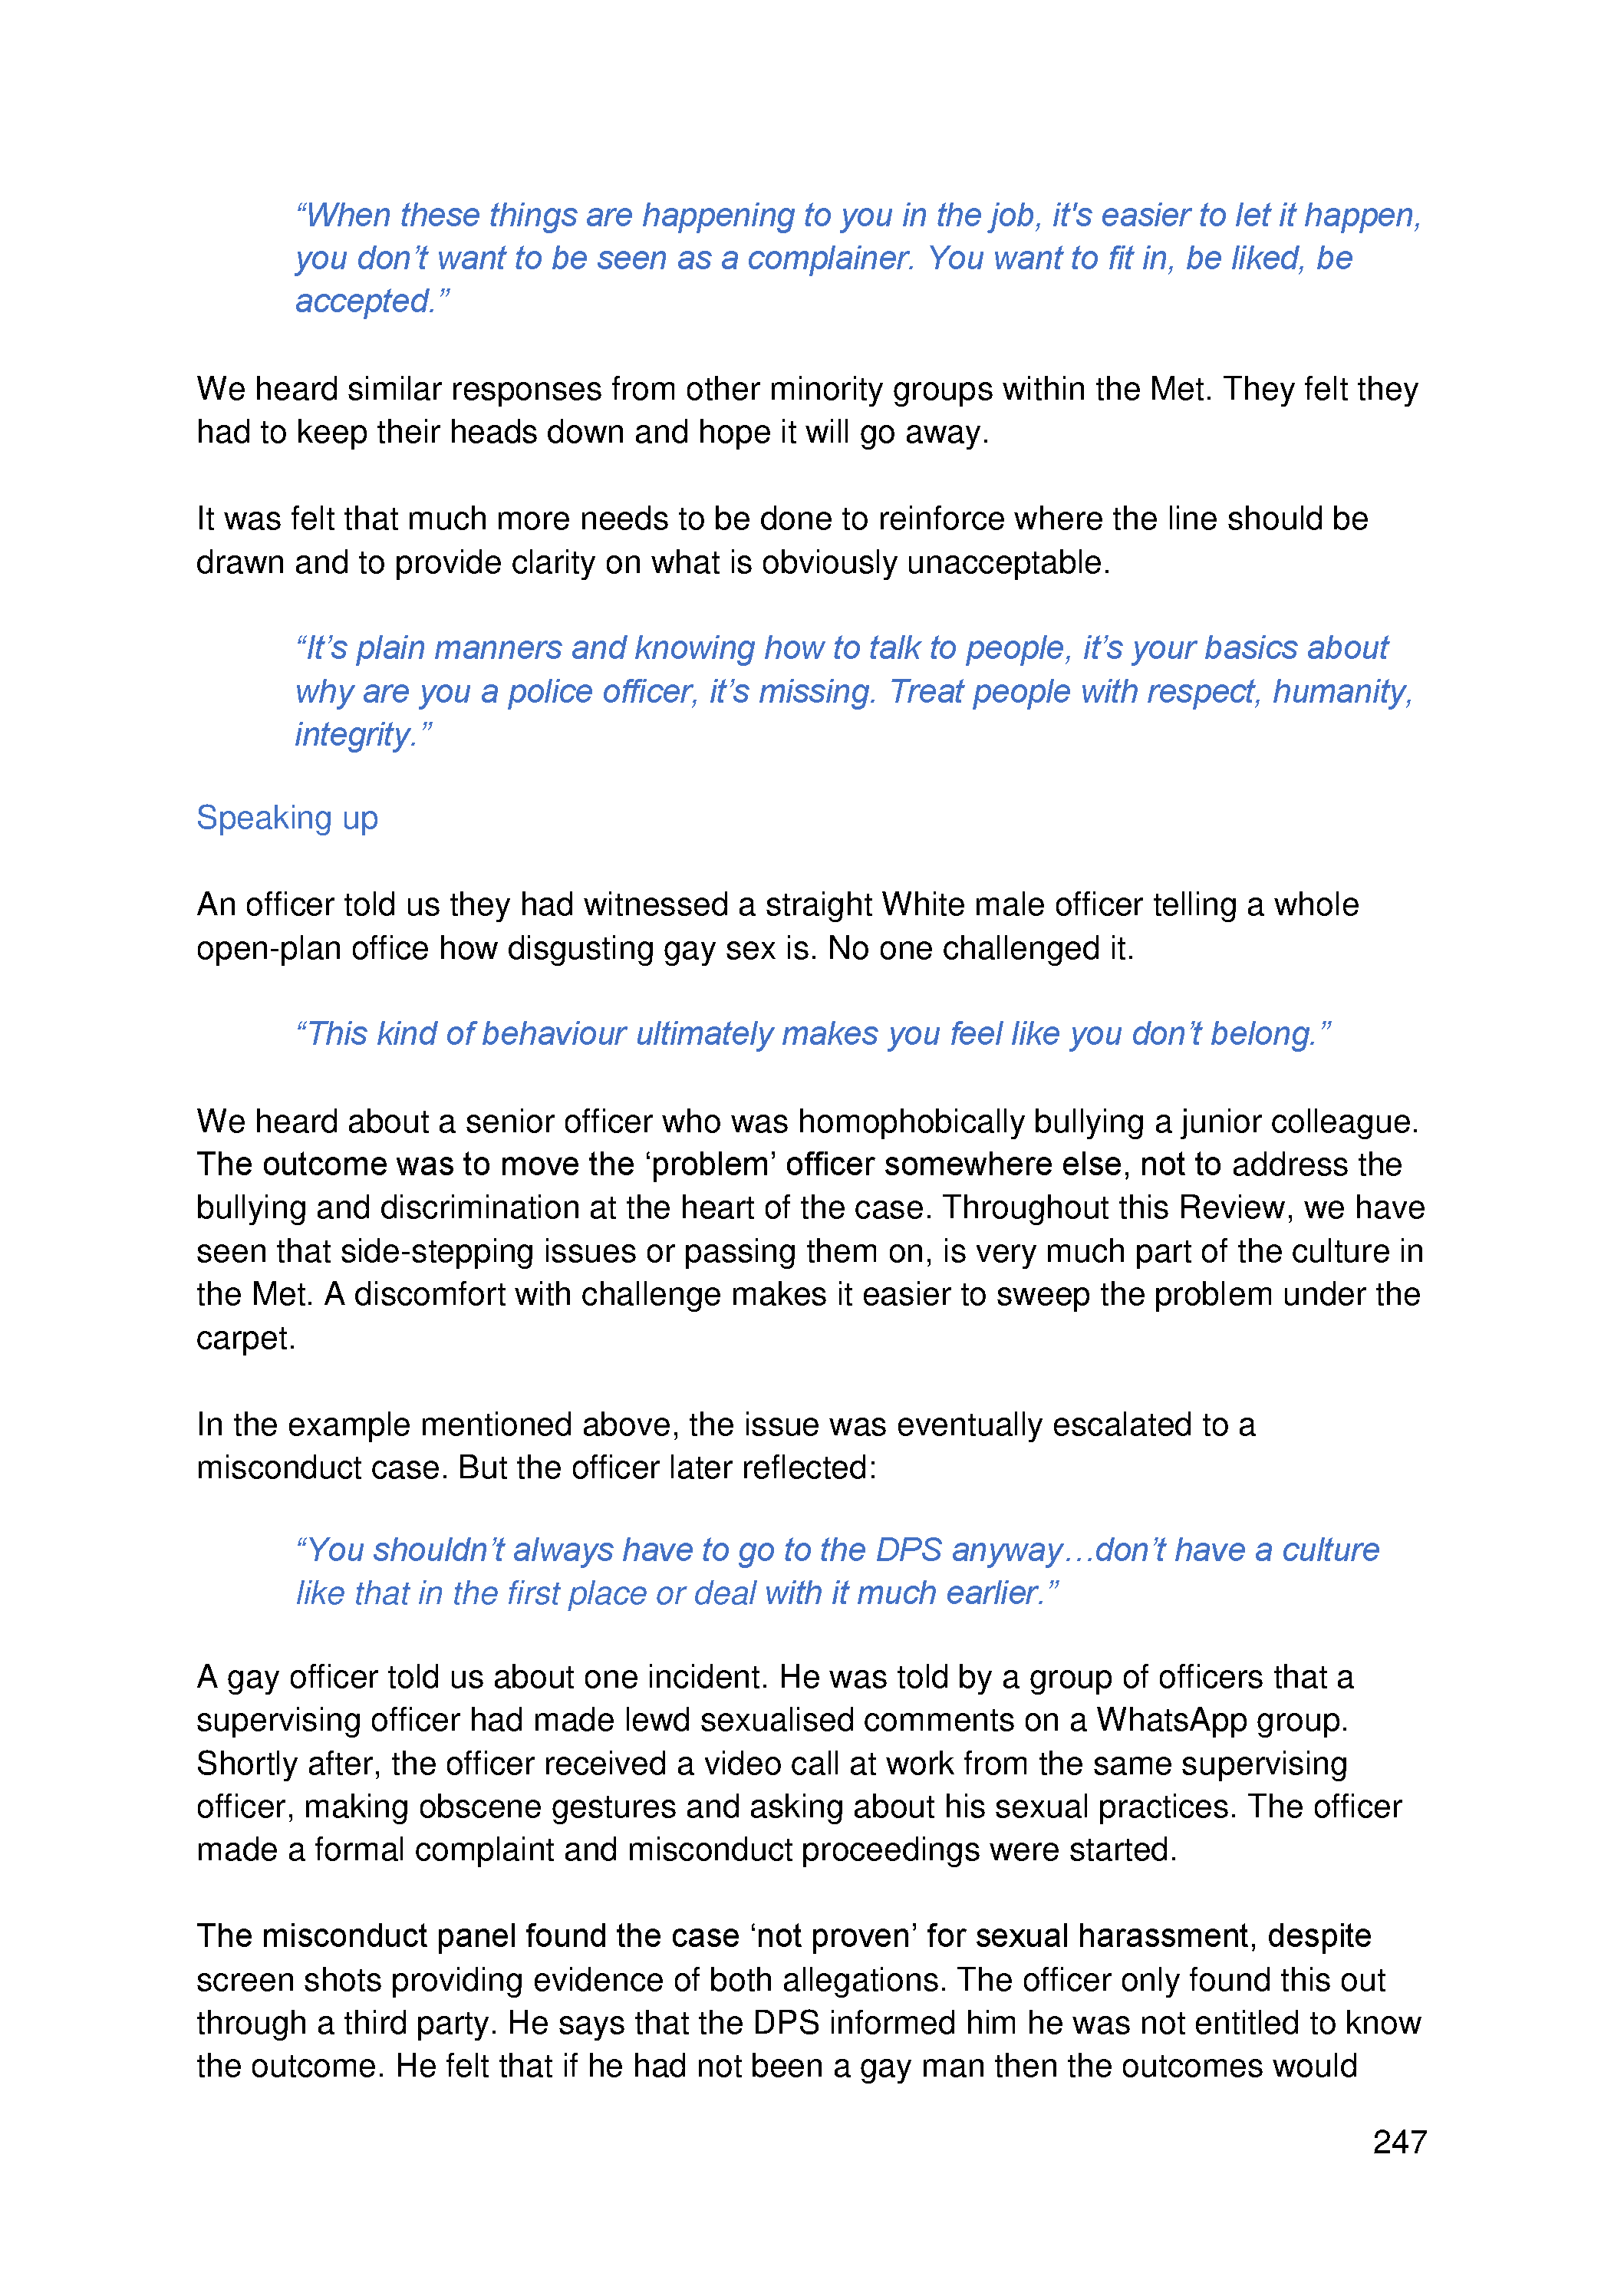 “When these things are happening to you in the job, it's easier to let it happen,
you don’t want to be seen as a complainer. You want to fit in, be liked, be
accepted.”
We heard similar responses from other minority groups within the Met. They felt they
had to keep their heads down and hope it will go away.
It was felt that much more needs to be done to reinforce where the line should be
drawn and to provide clarity on what is obviously unacceptable.
“It’s plain manners and knowing how to talk to people, it’s your basics about
why are you a police officer, it’s missing. Treat people with respect, humanity,
integrity.”
Speaking up
An officer told us they had witnessed a straight White male officer telling a whole
open-plan office how disgusting gay sex is. No one challenged it.
“This kind of behaviour ultimately makes you feel like you don’t belong.”
We heard about a senior officer who was homophobically bullying a junior colleague.
The outcome was to move the ‘problem’ officer somewhere else, not to address the
bullying and discrimination at the heart of the case. Throughout this Review, we have
seen that side-stepping issues or passing them on, is very much part of the culture in
the Met. A discomfort with challenge makes it easier to sweep the problem under the
carpet.
In the example mentioned above, the issue was eventually escalated to a
misconduct case. But the officer later reflected:
“You shouldn’t always have to go to the DPS anyway…don’t have a culture
like that in the first place or deal with it much earlier.”
A gay officer told us about one incident. He was told by a group of officers that a
supervising officer had made lewd sexualised comments on a WhatsApp group.
Shortly after, the officer received a video call at work from the same supervising
officer, making obscene gestures and asking about his sexual practices. The officer
made a formal complaint and misconduct proceedings were started.
The misconduct panel found the case ‘not proven’ for sexual harassment, despite
screen shots providing evidence of both allegations. The officer only found this out
through a third party. He says that the DPS informed him he was not entitled to know
the outcome. He felt that if he had not been a gay man then the outcomes would
247